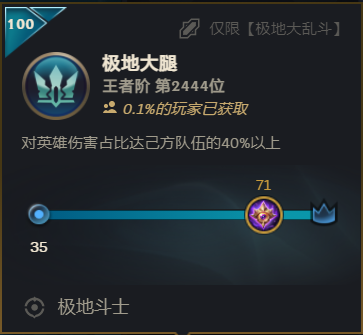 100
仅限【极地大乱斗】
极地大腿
王者阶 第2444位
0.1%的玩家已获取
对英雄伤害占比达己方队伍的40%以上
71
35
极地斗士